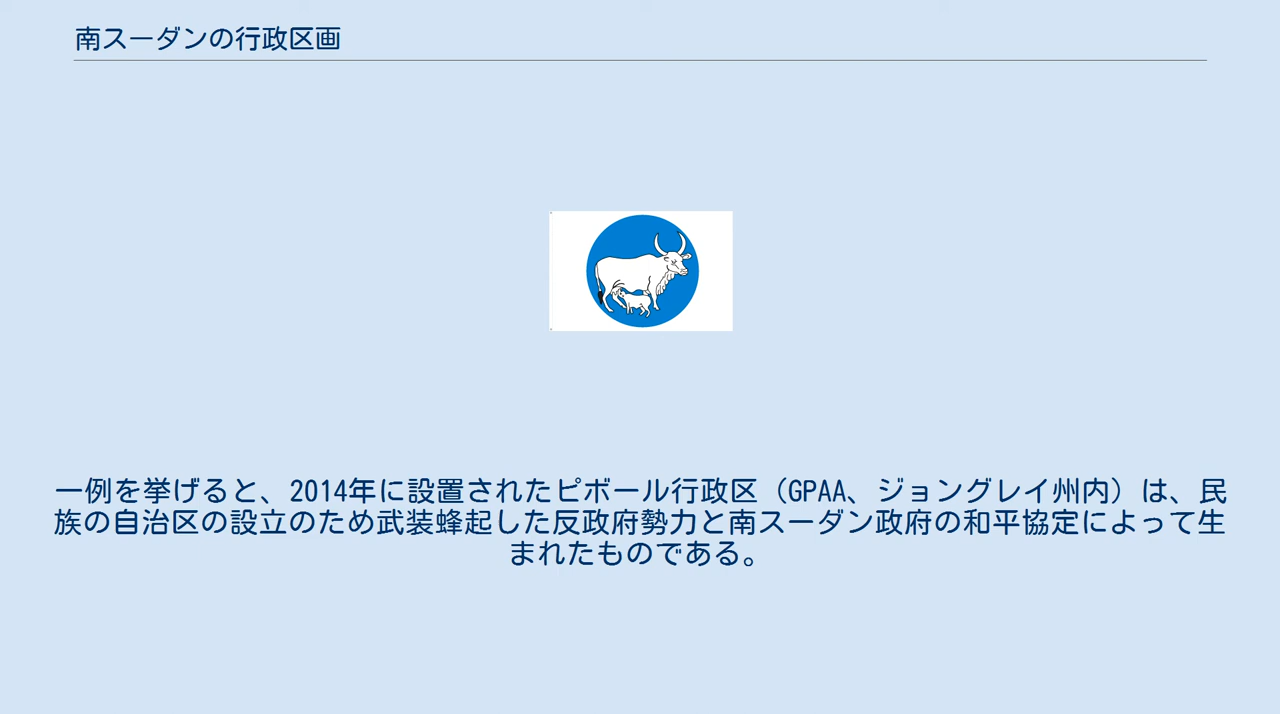 南スーダンの行政区画
一例を挙げると、2014年に設置されたピボール行政区（GPAA、ジョングレイ州内）は、民
族の自治区の設立のため武装蜂起した反政府勢力と南スーダン政府の和平協定によって生
まれたものである。